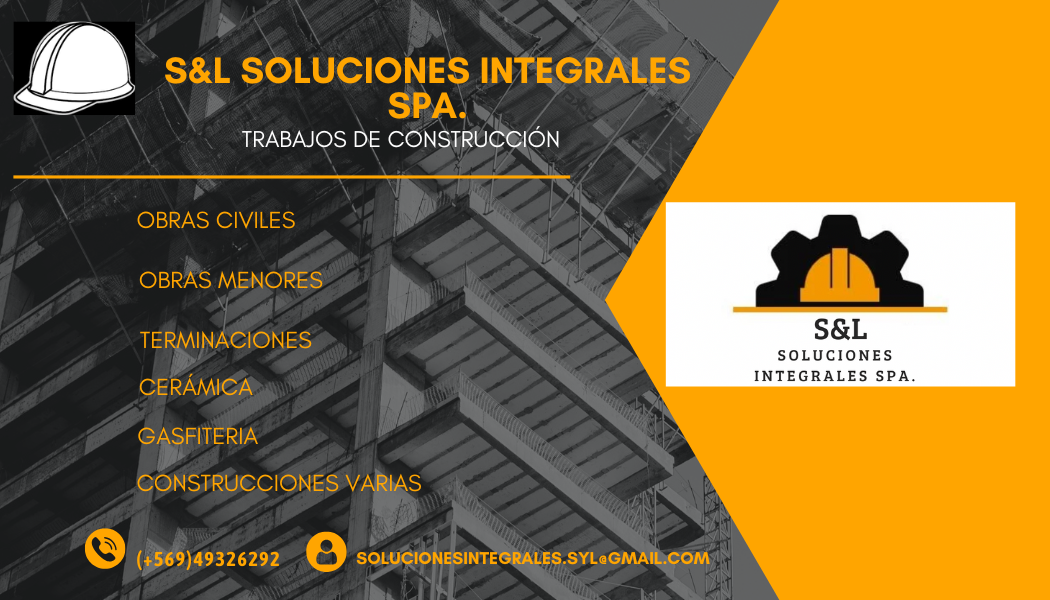 S&L SOLUCIONES INTEGRALES
SPA.
TRABAJOS DE CONSTRUCCIÓN
OBRAS CIVILES
OBRAS MENORES
TERMINACIONES
CERÁMICA
GASFITERIA
CONSTRUCCIONES VARIAS
(+569)49326292
SOLUCIONESINTEGRALES.SYL@GMAIL.COM
S&L
SOLUCIONES
INTEGRALES SPA.